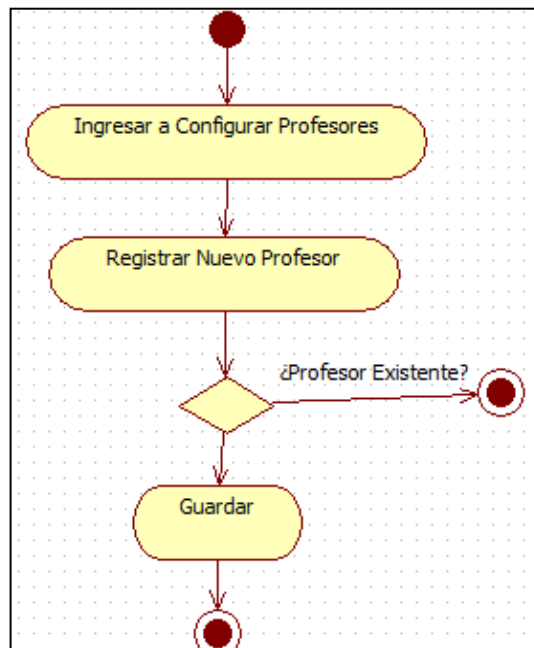 Ingresar a Configurar Profesores
Registrar Nuevo Profesor
¿Profesor Existente?
Guardar